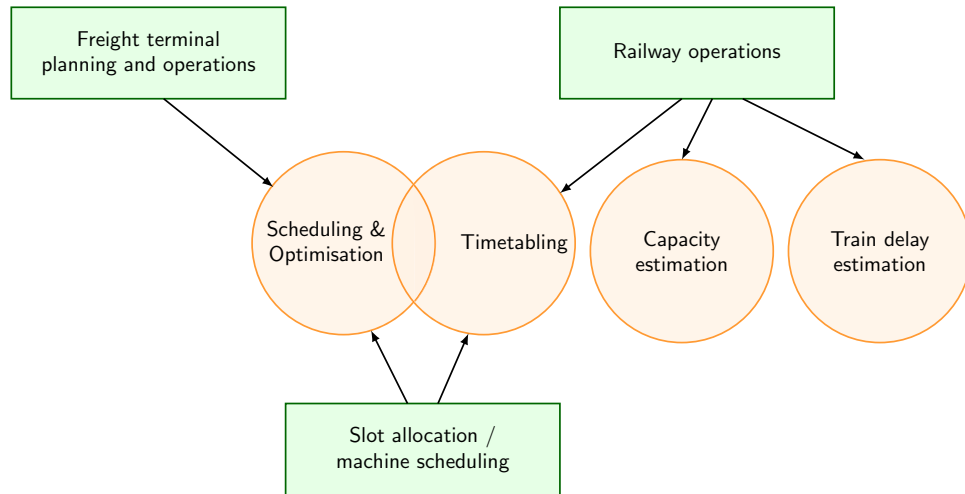 Freight terminal
planning and operations
Railway operations
Scheduling &
Optimisation
Timetabling
Capacity
estimation
Train delay
estimation
Slot allocation /
machine scheduling